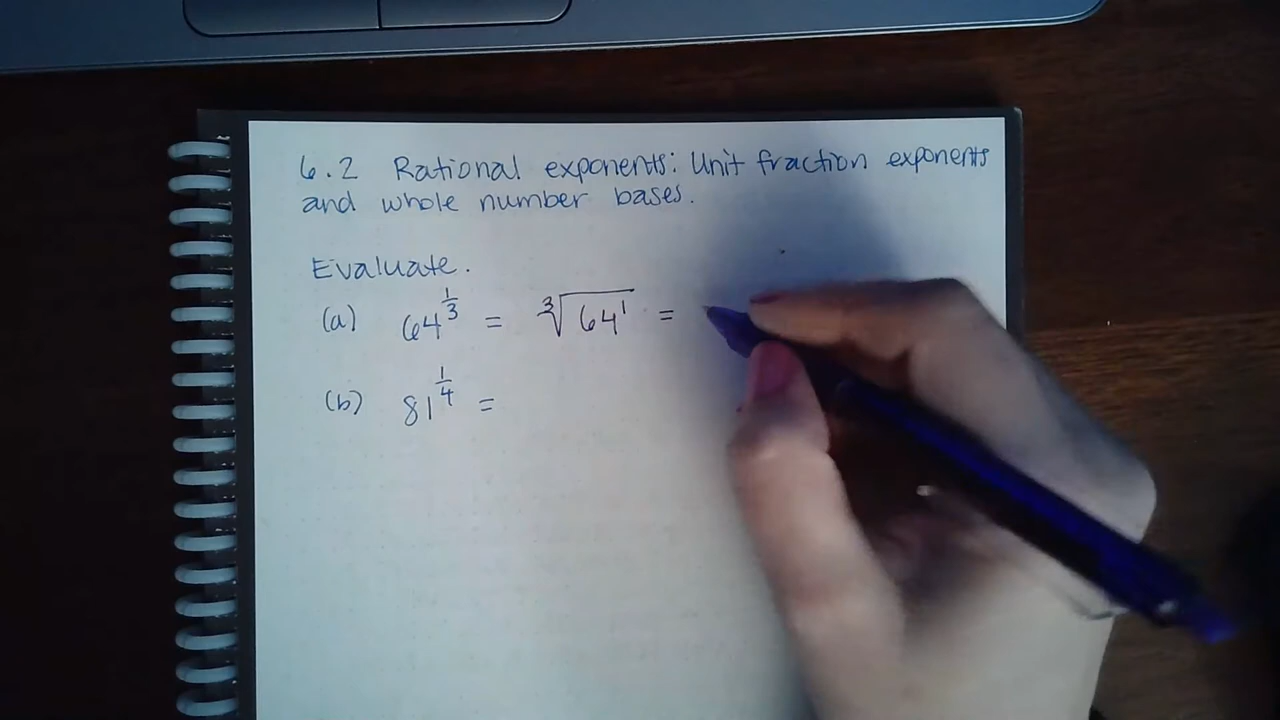 6.2 Rational exponents: Unit fraction exponents
and whole number bases.
Evaluate.
(a) 64^{1/3} = ∛64¹ =
(b) 81^{1/4} =